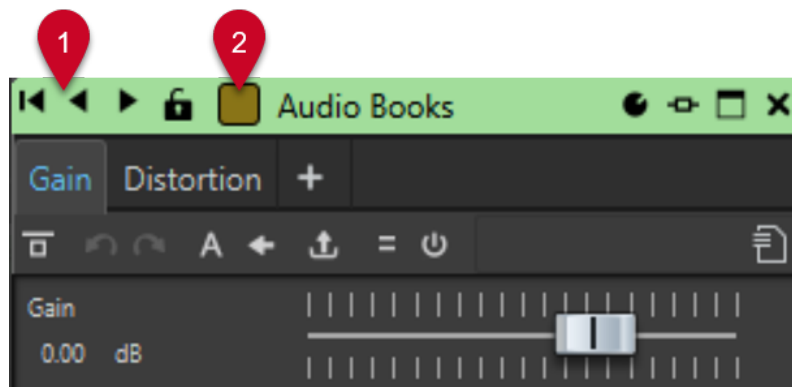 1 2
Audio Books
Gain Distortion +
A =
Gain
0.00 dB